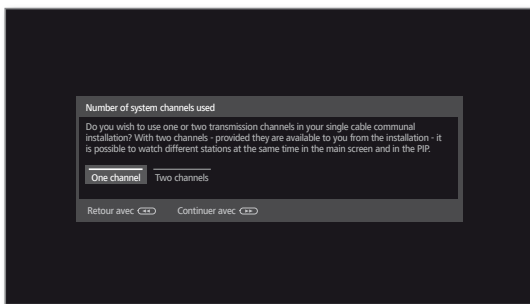 Number of system channels used
Do you wish to use one or two transmission channels in your single cable communal
installation? With two channels - provided they are available to you from the installation - it
is possible to watch different stations at the same time in the main screen and in the PIP.
One channel Two channels
Retour avec Continuer avec